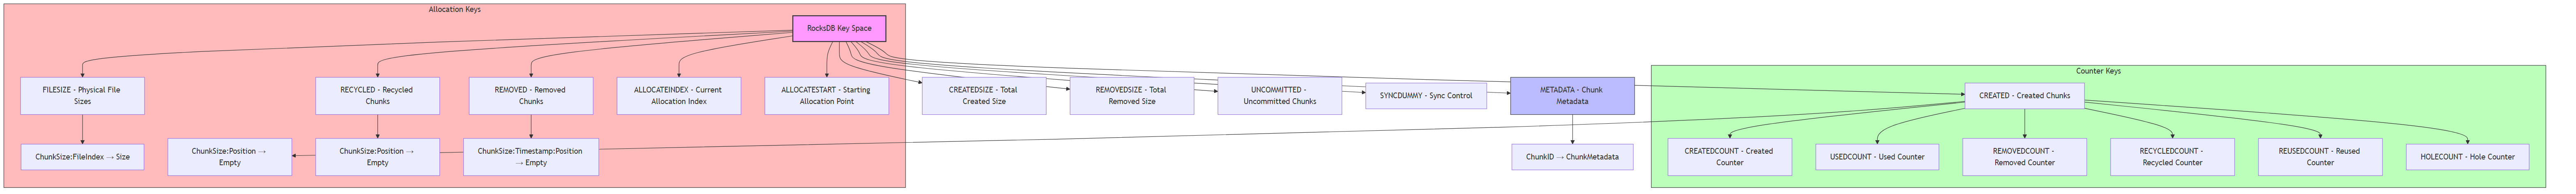 Allocation Keys
RocksDB Key Space
Counter Keys
FILESIZE - Physical File
Sizes
RECYCLED - Recycled
Chunks
REMOVED - Removed
Chunks
ALLOCATEINDEX - Current
Allocation Index
ALLOCATESTART - Starting
Allocation Point
CREATEDSIZE - Total
Created Size
REMOVEDSIZE - Total
Removed Size
UNCOMMITTED -
Uncommitted Chunks
SYNCDUMMY - Sync Control
METADATA - Chunk
Metadata
CREATED - Created Chunks
ChunkSize:FileIndex → Size
ChunkSize:Position →
Empty
ChunkSize:Position →
Empty
ChunkSize:Timestamp:Position
→ Empty
ChunkID → ChunkMetadata
CREATEDCOUNT - Created
Counter
USEDCOUNT - Used Counter
REMOVEDCOUNT -
Removed Counter
RECYCLEDCOUNT -
Recycled Counter
REUSEDCOUNT - Reused
Counter
HOLECOUNT - Hole Counter